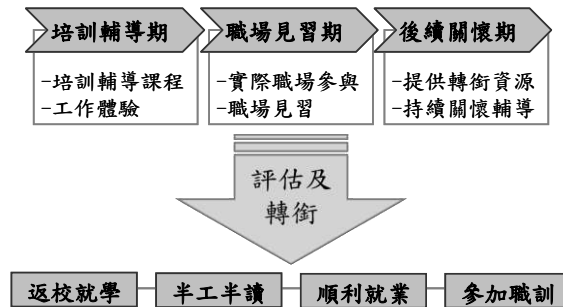 培訓輔導期
職場見習期
後續關懷期
-培訓輔導課程
-工作體驗
-實際職場參與
-職場見習
-提供轉銜資源
-持續關懷輔導
評估及
轉銜
返校就學
半工半讀
順利就業
參加職訓